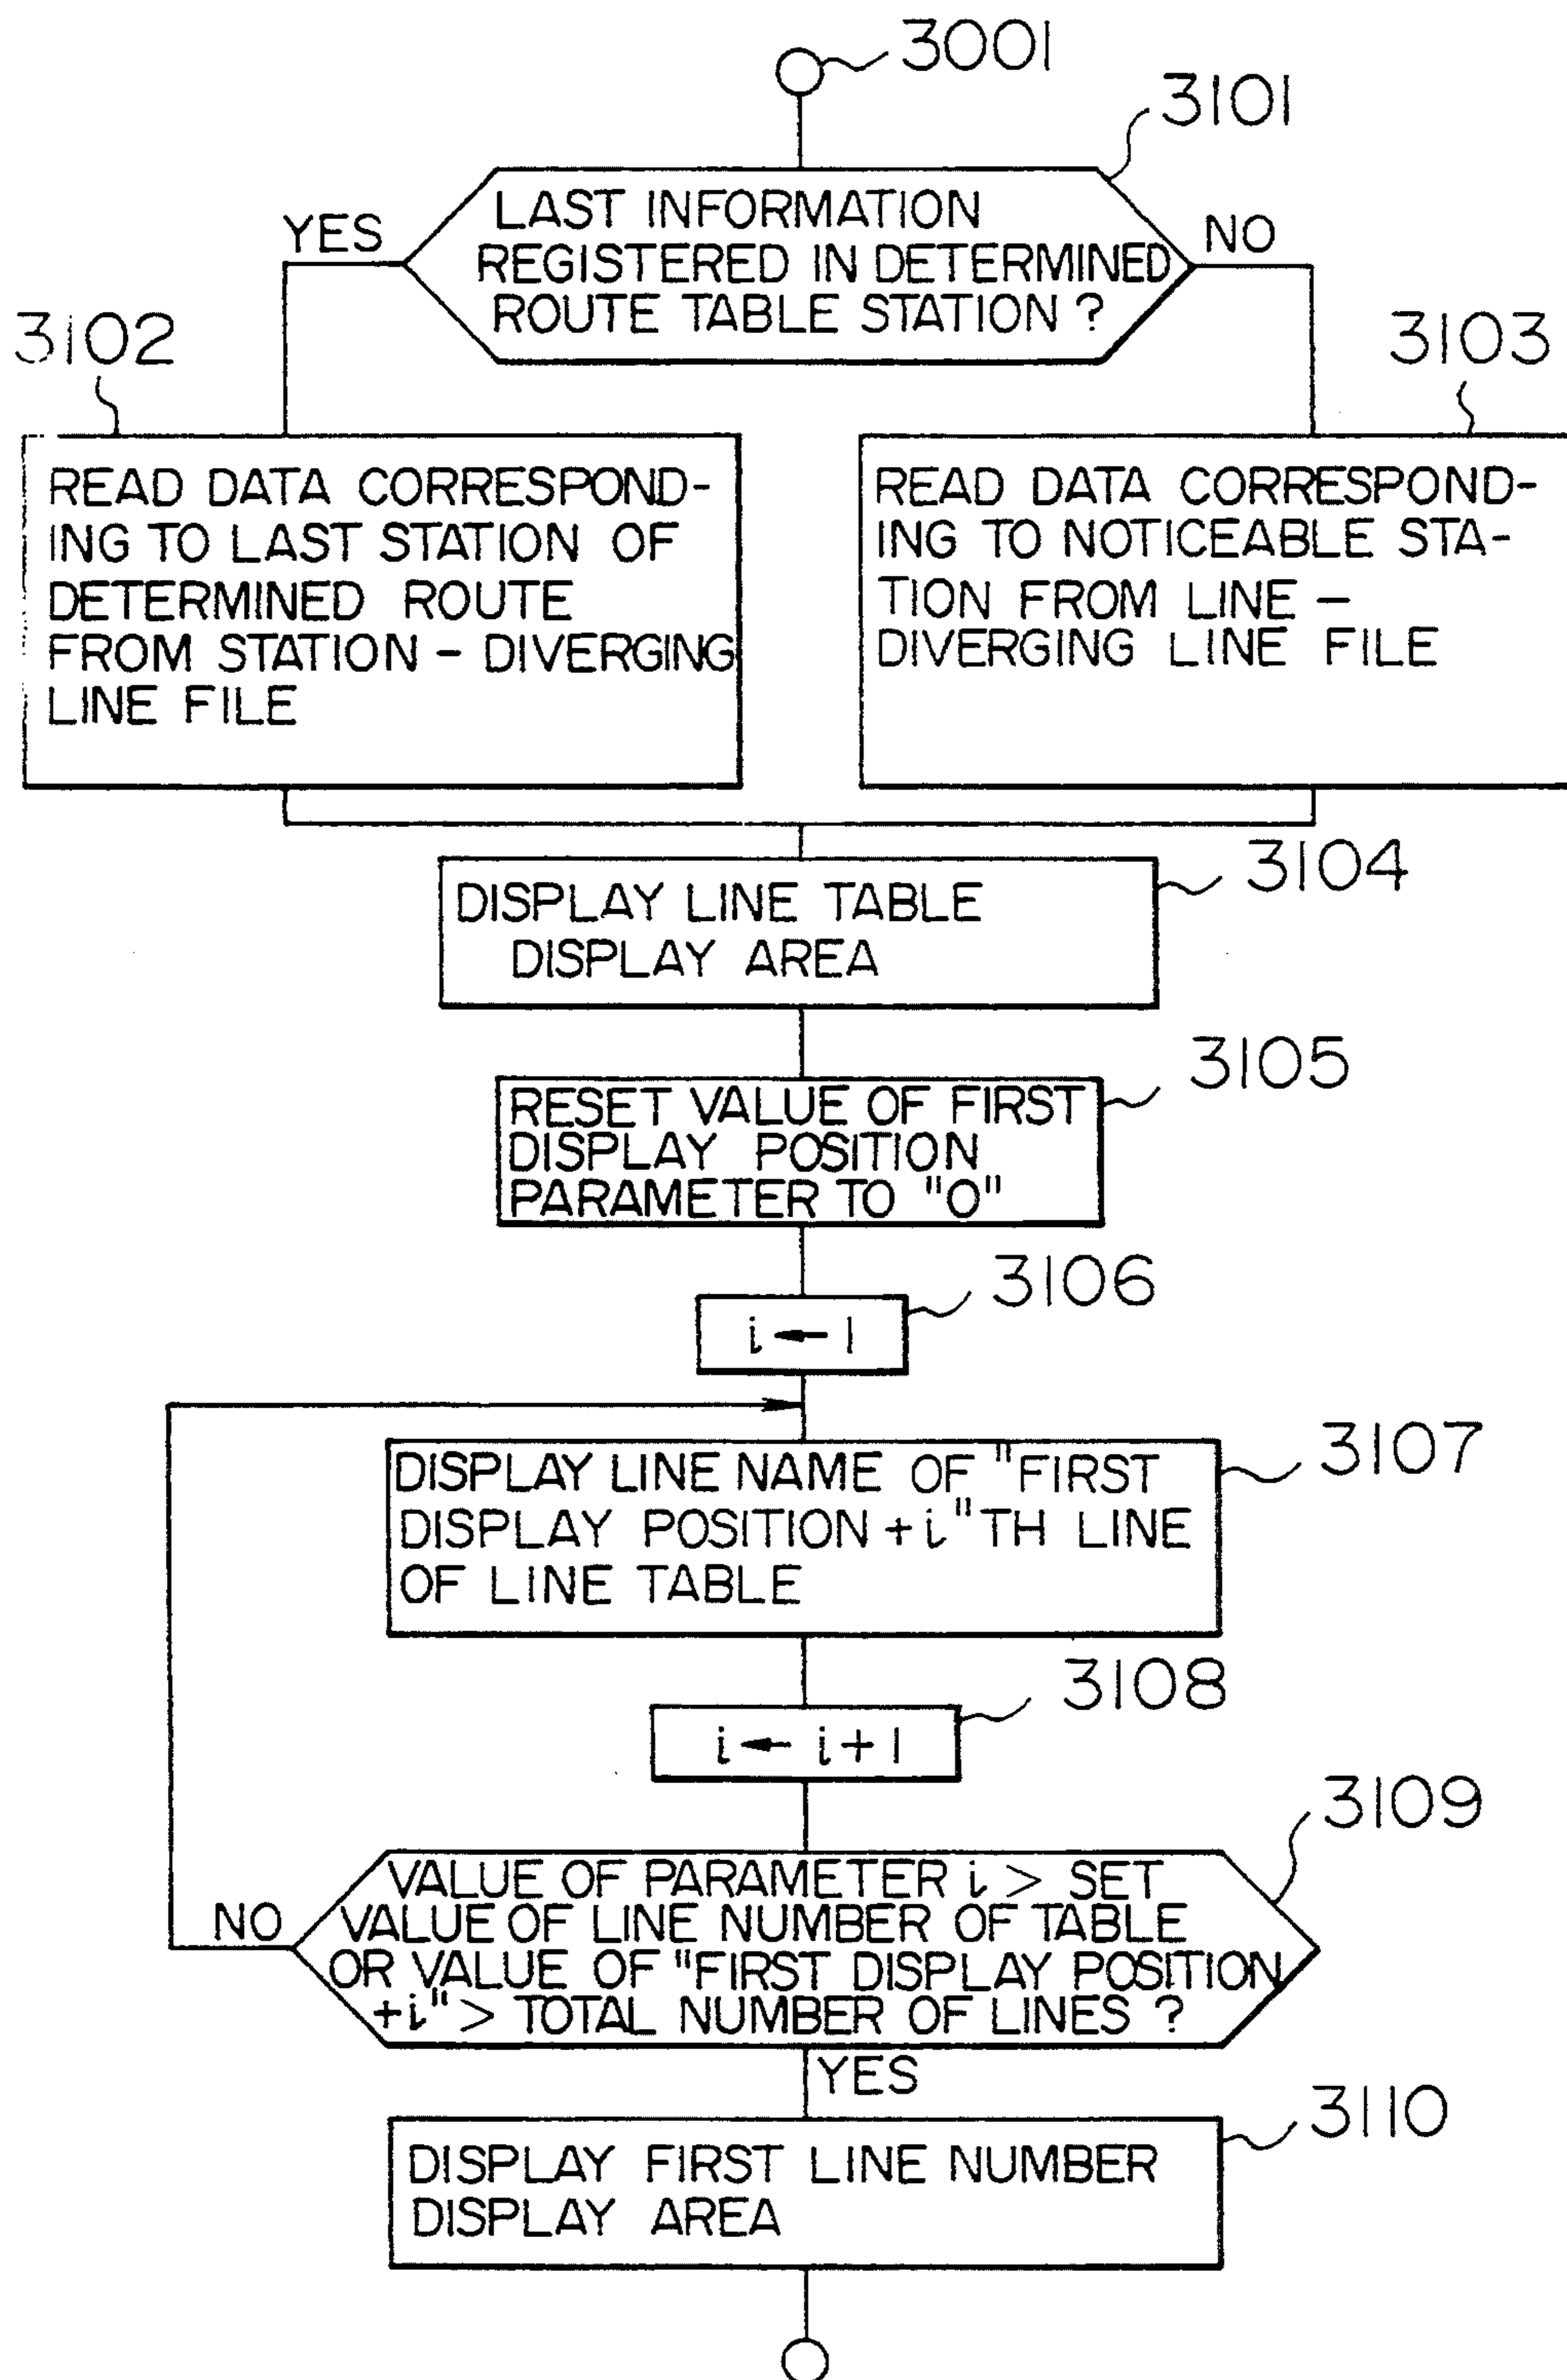 3001
3101
LAST INFORMATION
REGISTERED IN DETERMINED
ROUTE TABLE STATION ?
YES
NO
3102
3103
READ DATA CORRESPOND-
ING TO LAST STATION OF
DETERMINED ROUTE
FROM STATION - DIVERGING
LINE FILE
READ DATA CORRESPOND-
ING TO NOTICEABLE STA-
TION FROM LINE -
DIVERGING LINE FILE
3104
DISPLAY LINE TABLE
DISPLAY AREA
3105
RESET VALUE OF FIRST
DISPLAY POSITION
PARAMETER TO "0"
3106
i ← 1
3107
DISPLAY LINE NAME OF "FIRST
DISPLAY POSITION + i" TH LINE
OF LINE TABLE
3108
i ← i + 1
3109
VALUE OF PARAMETER i > SET
VALUE OF LINE NUMBER OF TABLE
OR VALUE OF "FIRST DISPLAY POSITION
+ i" > TOTAL NUMBER OF LINES ?
NO
YES
3110
DISPLAY FIRST LINE NUMBER
DISPLAY AREA